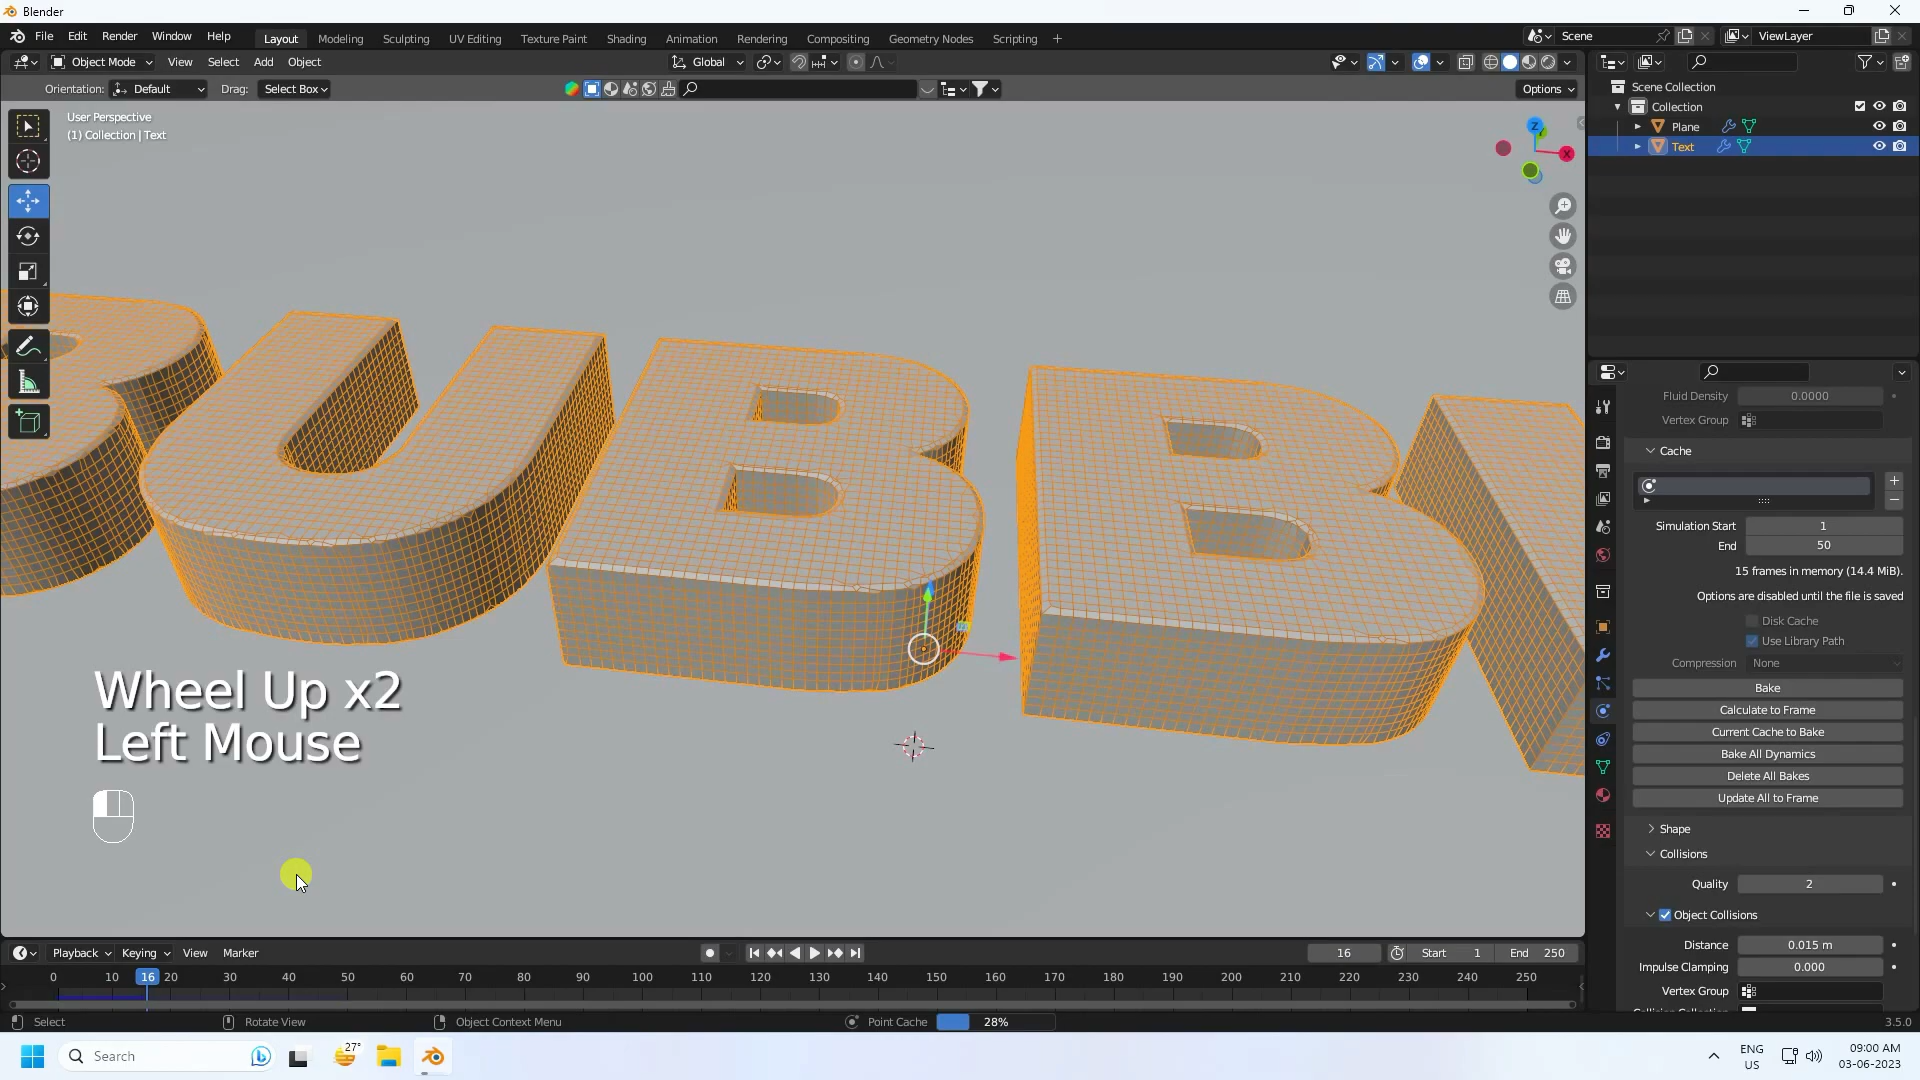 Blender
File Edit Render Window Help
Layout Modeling Sculpting UV Editing Texture Paint Shading Animation Rendering Compositing Geometry Nodes Scripting +
Scene
ViewLayer
Object Mode View Select Add Object
Global
Orientation: Default Drag: Select Box
Options
User Perspective
(1) Collection | Text
Z
X
Scene Collection
Collection
Plane
Text
UBB
Fluid Density 0.0000
Vertex Group
Cache
Simulation Start 1
End 50
15 frames in memory (14.4 MiB).
Options are disabled until the file is saved
Disk Cache
Use Library Path
Compression None
Bake
Calculate to Frame
Current Cache to Bake
Bake All Dynamics
Delete All Bakes
Update All to Frame
Shape
Collisions
Quality 2
Object Collisions
Distance 0.015 m
Impulse Clamping 0.000
Vertex Group
Wheel Up x2
Left Mouse
Playback Keying View Marker
16 Start 1 End 250
0 10 16 20 30 40 50 60 70 80 90 100 110 120 130 140 150 160 170 180 190 200 210 220 230 240 250
Select Rotate View Object Context Menu Point Cache 28% 3.5.0
Search
27°
ENG
US
09:00 AM
03-06-2023